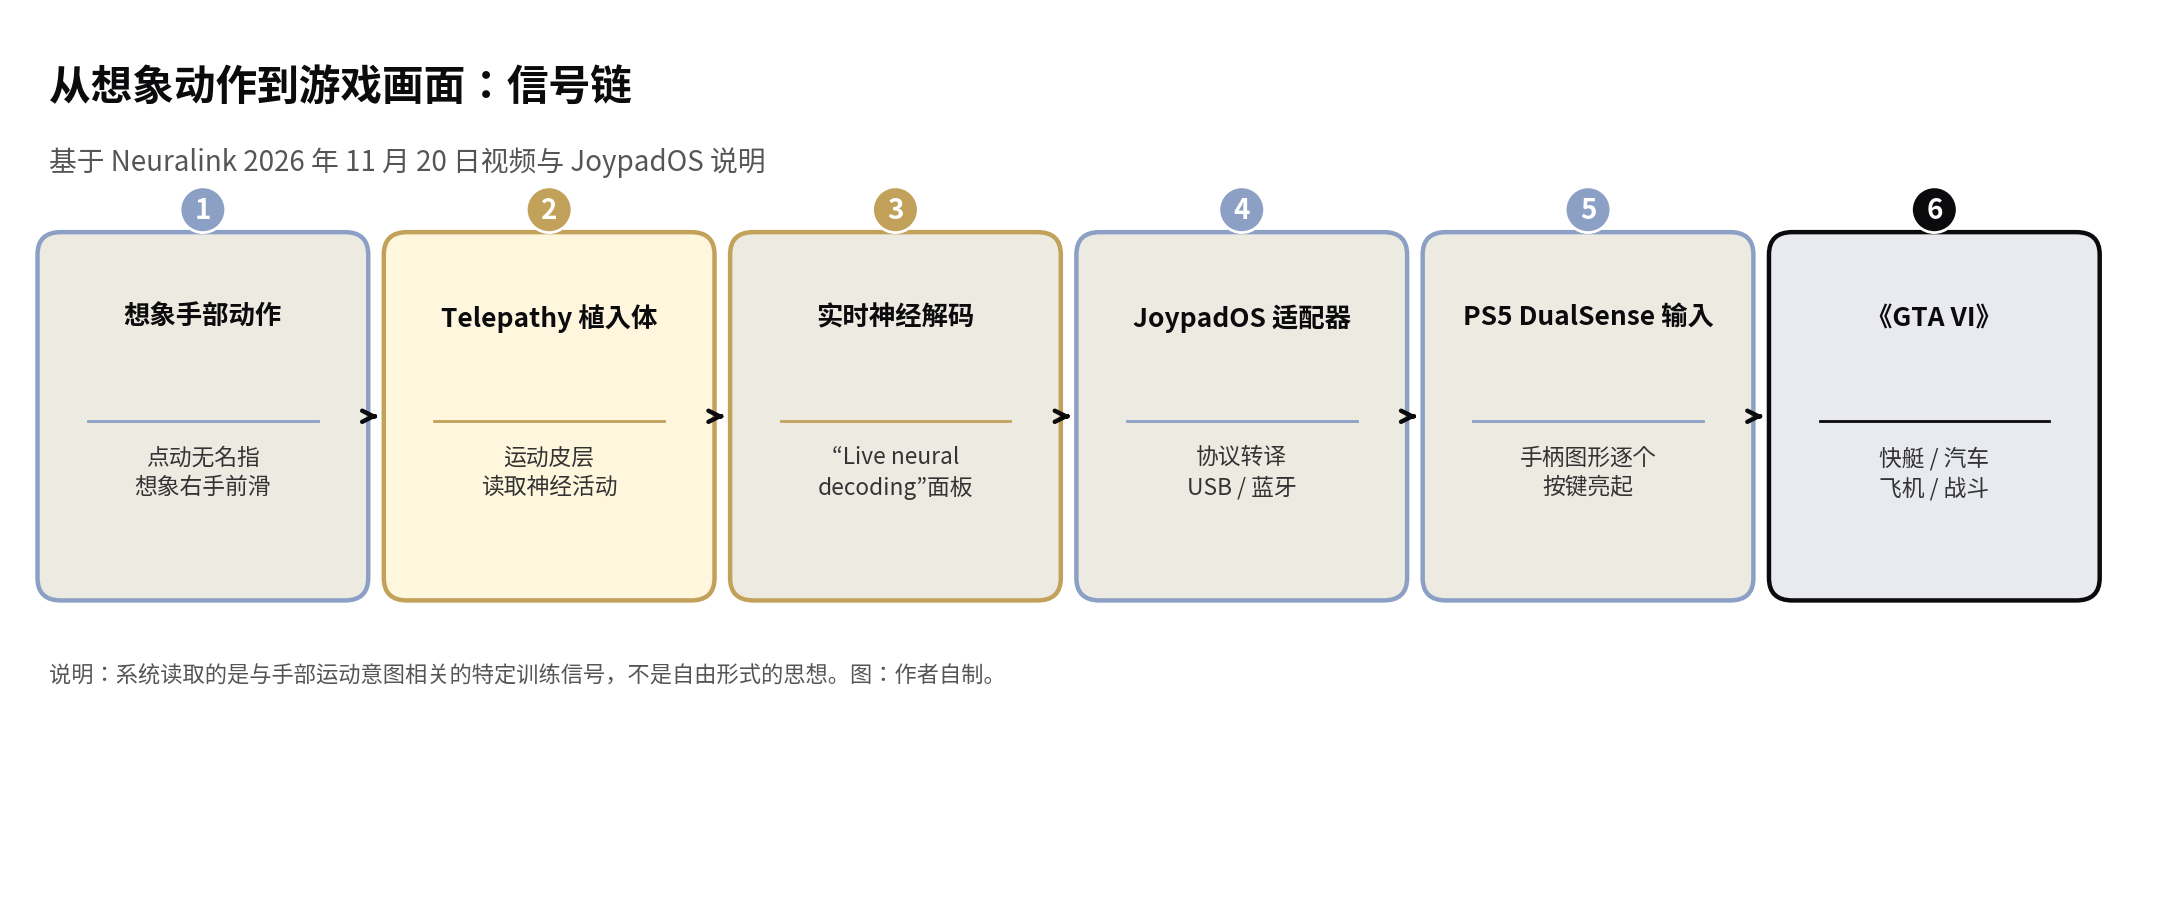 从想象动作到游戏画面：信号链
基于 Neuralink 2026 年 11 月 20 日视频与 JoypadOS 说明
1
想象手部动作
点动无名指
想象右手前滑
2
Telepathy 植入体
运动皮层
读取神经活动
3
实时神经解码
“Live neural
decoding”面板
4
JoypadOS 适配器
协议转译
USB / 蓝牙
5
PS5 DualSense 输入
手柄图形逐个
按键亮起
6
《GTA VI》
快艇 / 汽车
飞机 / 战斗
说明：系统读取的是与手部运动意图相关的特定训练信号，不是自由形式的思想。图：作者自制。